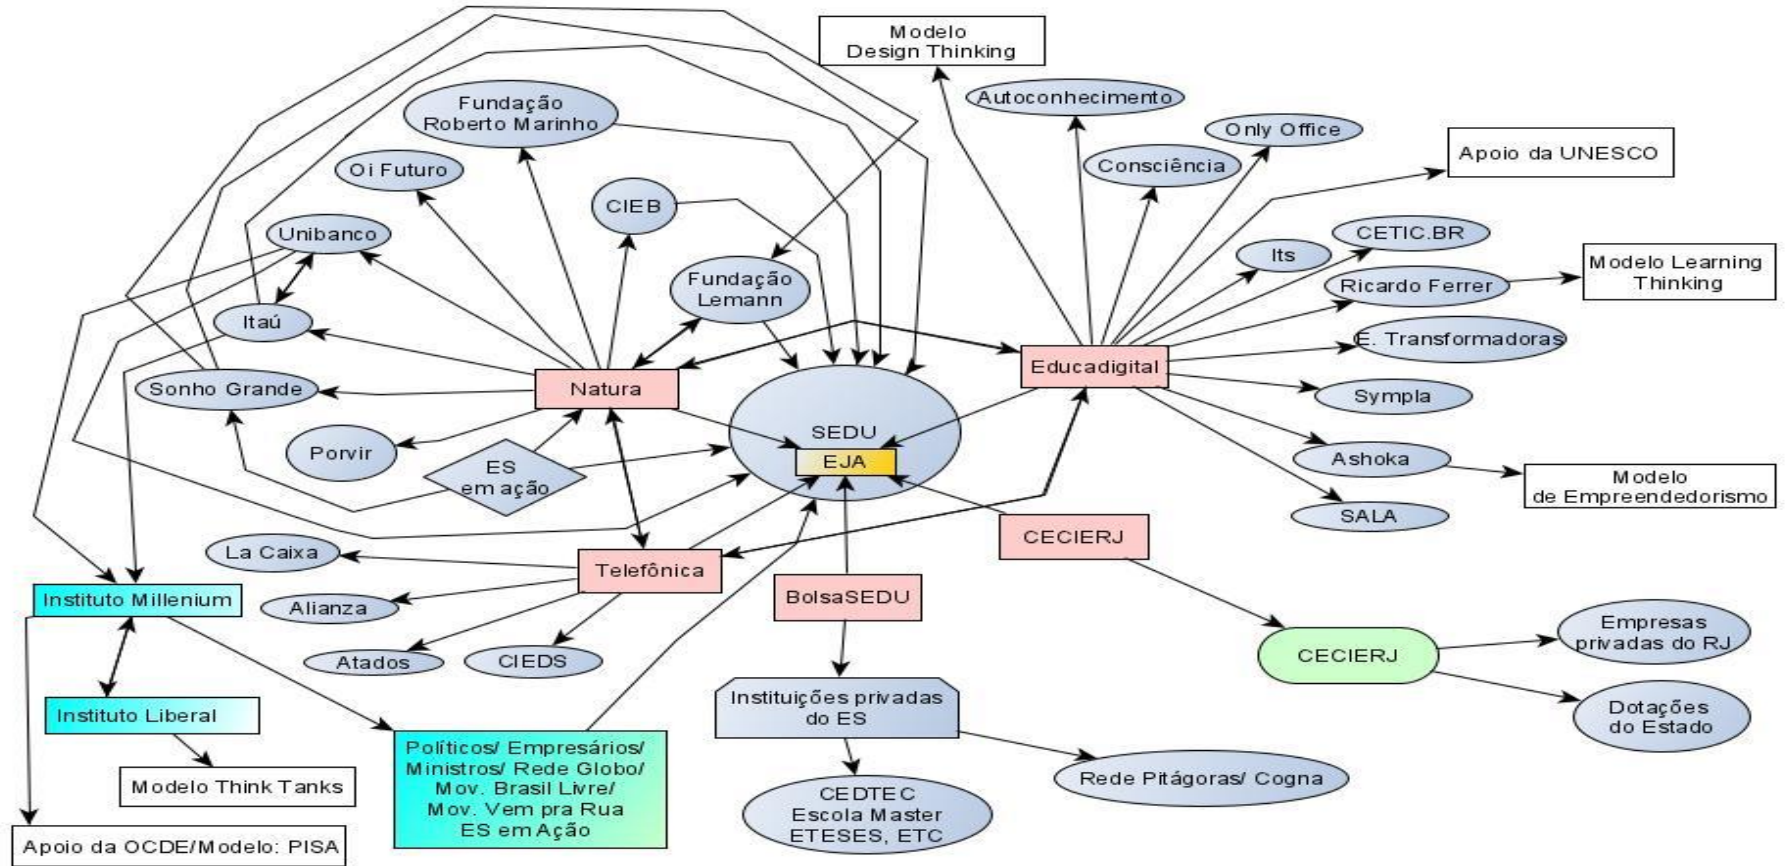 Modelo
Design Thinking
Fundação
Roberto Marinho
Autoconhecimento
Only Office
Oi Futuro
Consciência
Apoio da UNESCO
CIEB
Unibanco
CETIC.BR
Its
Fundação
Lemann
Ricardo Ferrer
Modelo Learning
Thinking
Itaú
E. Transformadoras
Educadigital
Sonho Grande
Natura
Sympla
SEDU
EJA
Porvir
ES
em ação
Ashoka
Modelo
de Empreendedorismo
SALA
CECIERJ
La Caixa
Telefônica
Instituto Millenium
Alianza
BolsaSEDU
Atados
CIEDS
CECIERJ
Empresas
privadas do RJ
Instituto Liberal
Instituições privadas
do ES
Dotações
do Estado
Políticos/ Empresários/
Ministros/ Rede Globo/
Mov. Brasil Livre/
Mov. Vem pra Rua
ES em Ação
Modelo Think Tanks
Rede Pitágoras/ Cogna
CEDTEC
Escola Master
ETESES, ETC
Apoio da OCDE/Modelo: PISA